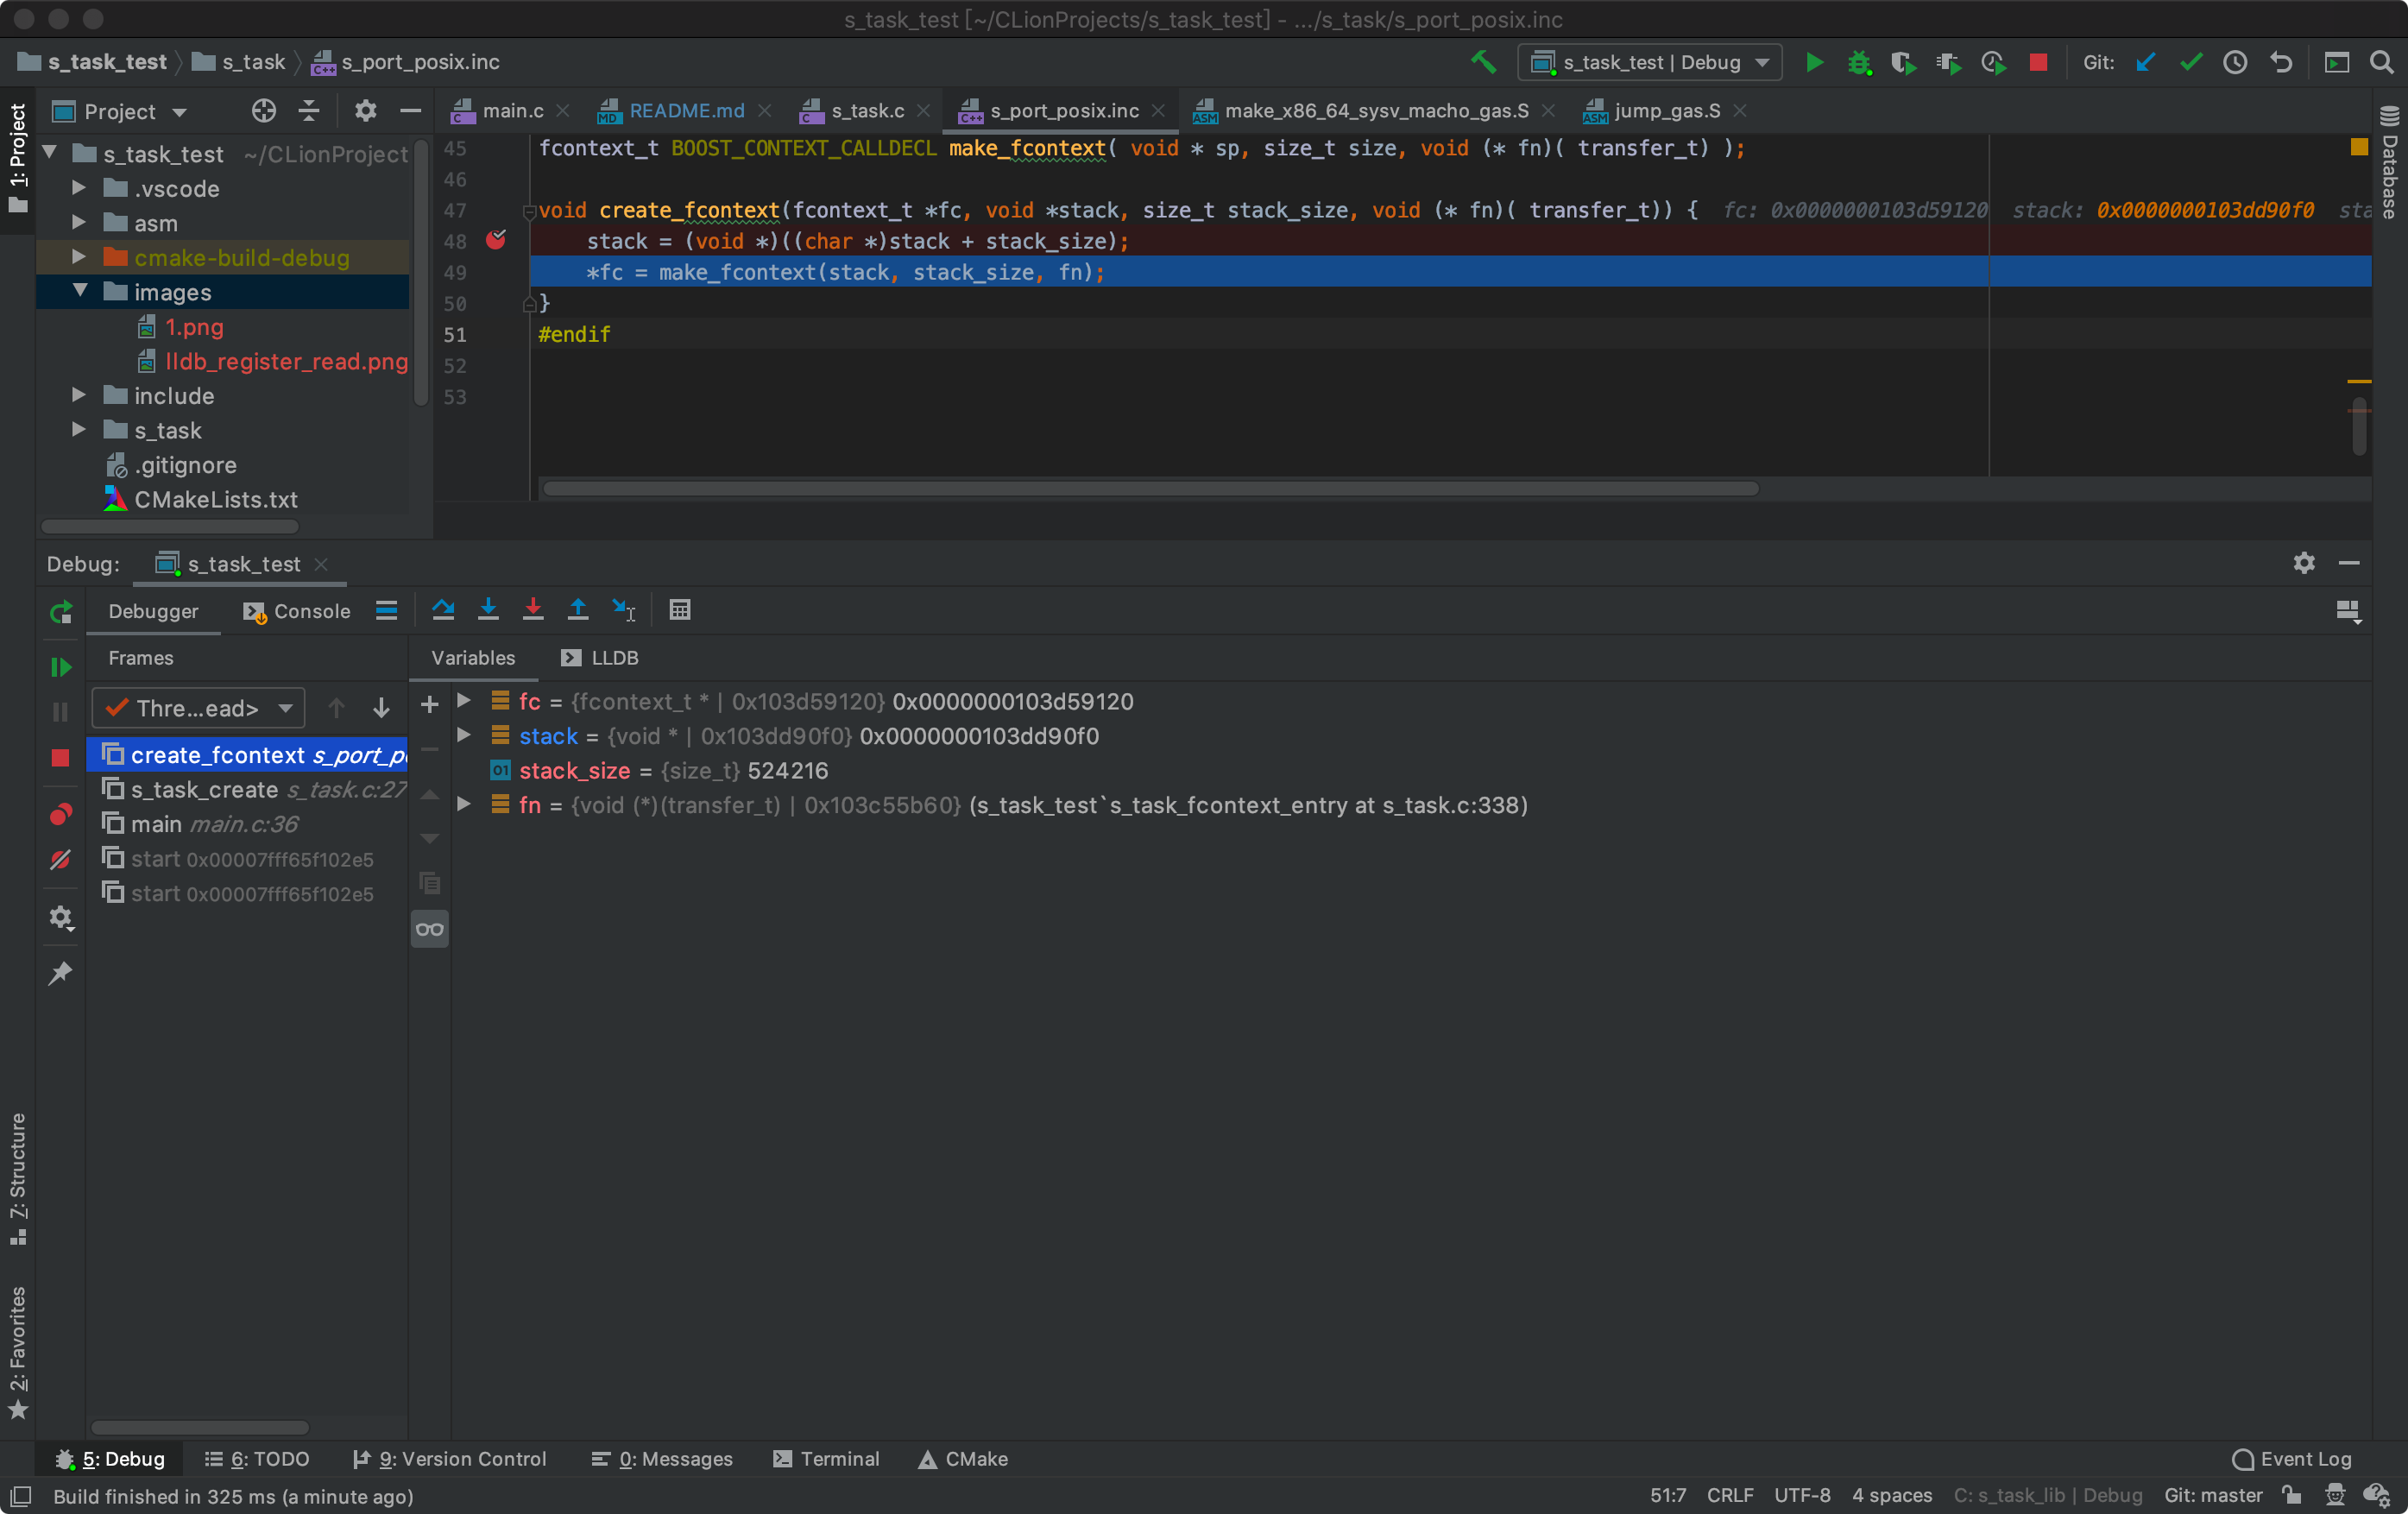 s_task_test [~/CLionProjects/s_task_test] - .../s_task/s_port_posix.inc
s_task_test s_task s_port_posix.inc
s_task_test | Debug Git:
1: Project
Project
main.c README.md s_task.c s_port_posix.inc make_x86_64_sysv_macho_gas.S jump_gas.S
Database
s_task_test ~/CLionProject
.vscode
asm
cmake-build-debug
images
1.png
lldb_register_read.png
include
s_task
.gitignore
CMakeLists.txt
45 fcontext_t BOOST_CONTEXT_CALLDECL make_fcontext( void * sp, size_t size, void (* fn)( transfer_t) );
46
47 void create_fcontext(fcontext_t *fc, void *stack, size_t stack_size, void (* fn)( transfer_t)) { fc: 0x0000000103d59120 stack: 0x0000000103dd90f0 sta
48 stack = (void *)((char *)stack + stack_size);
49 *fc = make_fcontext(stack, stack_size, fn);
50 }
51 #endif
52
53
Debug: s_task_test
Debugger Console
Frames
Variables LLDB
Thre...ead>
create_fcontext s_port_po
s_task_create s_task.c:27
main main.c:36
start 0x00007fff65f102e5
start 0x00007fff65f102e5
fc = {fcontext_t * | 0x103d59120} 0x0000000103d59120
stack = {void * | 0x103dd90f0} 0x0000000103dd90f0
stack_size = {size_t} 524216
fn = {void (*)(transfer_t) | 0x103c55b60} (s_task_test`s_task_fcontext_entry at s_task.c:338)
7: Structure
2: Favorites
5: Debug 6: TODO 9: Version Control 0: Messages Terminal CMake Event Log
Build finished in 325 ms (a minute ago) 51:7 CRLF UTF-8 4 spaces C: s_task_lib | Debug Git: master